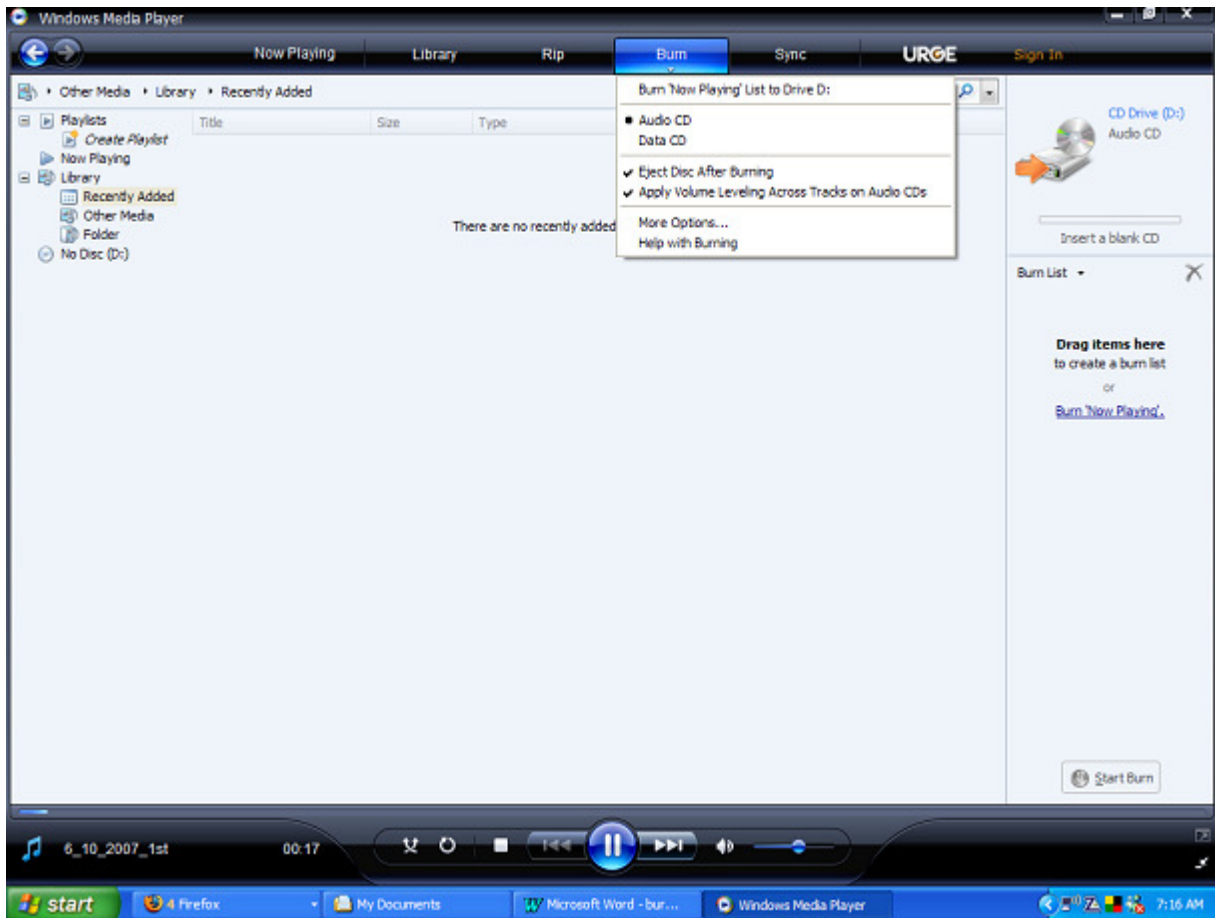 Windows Media Player
Now Playing Library Rip Burn Sync URGE Sign In
Other Media Library Recently Added
Playlists
Create Playlist
Now Playing
Library
Recently Added
Other Media
Folder
No Disc (D:)
Title Size Type
There are no recently added
Burn 'Now Playing' List to Drive D:
Audio CD
Data CD
Eject Disc After Burning
Apply Volume Leveling Across Tracks on Audio CDs
More Options...
Help with Burning
CD Drive (D:)
Audio CD
Insert a blank CD
Burn List
Drag items here
to create a burn list
or
Burn 'Now Playing'.
Start Burn
6_10_2007_1st 00:17
start 4 Firefox My Documents Microsoft Word - bur... Windows Media Player 7:16 AM